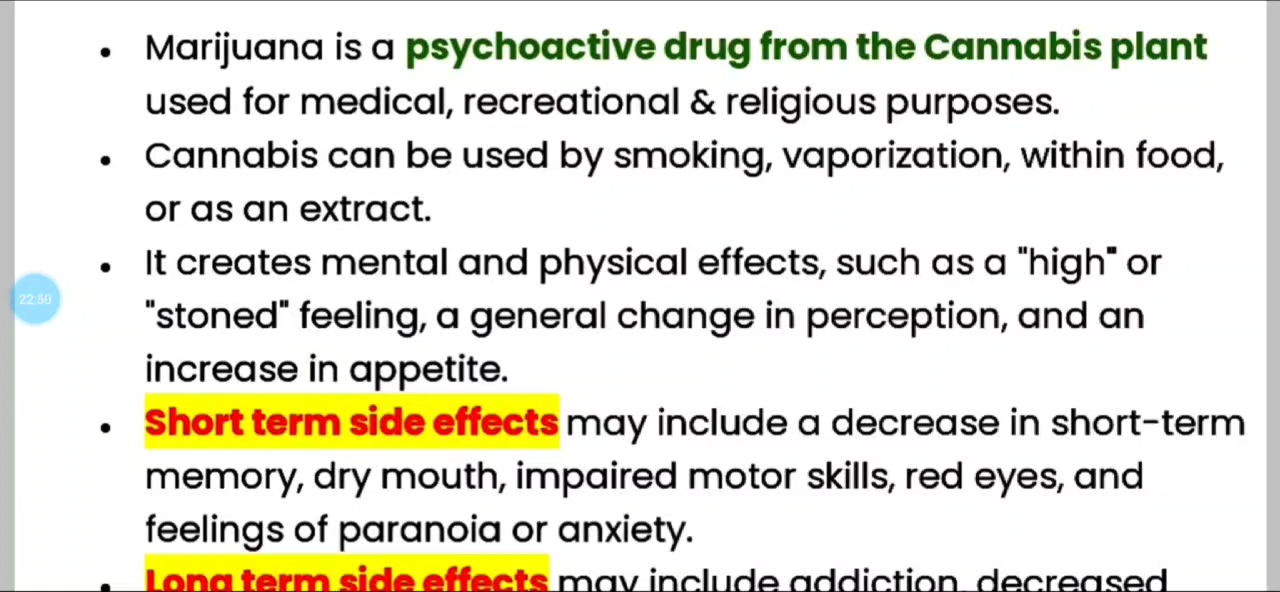 • Marijuana is a psychoactive drug from the Cannabis plant
used for medical, recreational & religious purposes.
• Cannabis can be used by smoking, vaporization, within food,
or as an extract.
• It creates mental and physical effects, such as a "high" or
22:50
"stoned" feeling, a general change in perception, and an
increase in appetite.
• Short term side effects may include a decrease in short-term
memory, dry mouth, impaired motor skills, red eyes, and
feelings of paranoia or anxiety.
• Long term side effects may include addiction, decreased